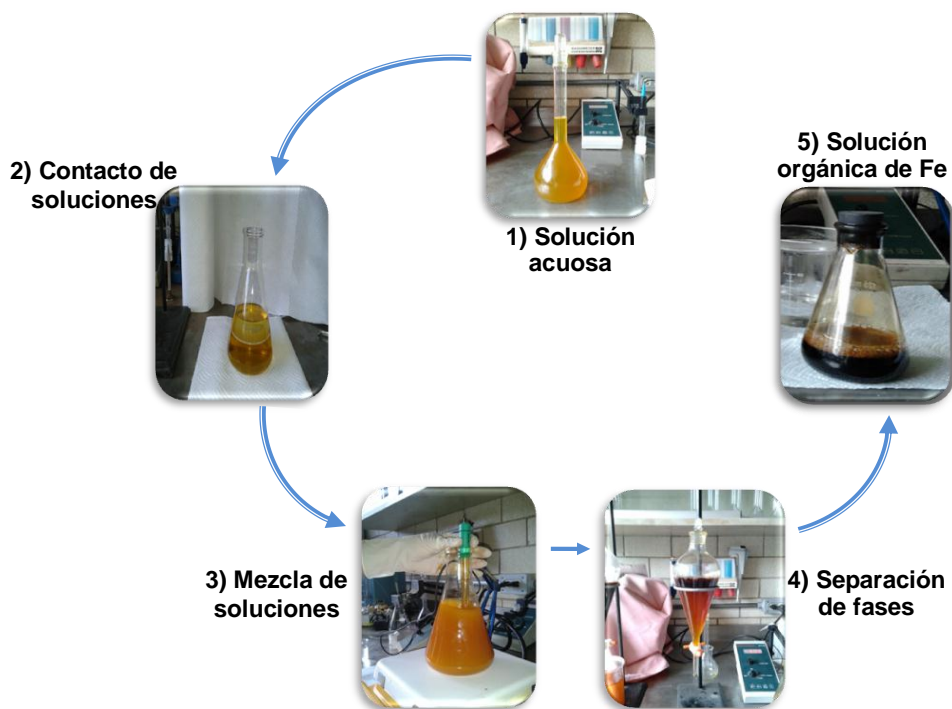 1) Solución
acuosa
2) Contacto de
soluciones
3) Mezcla de
soluciones
4) Separación
de fases
5) Solución
orgánica de Fe